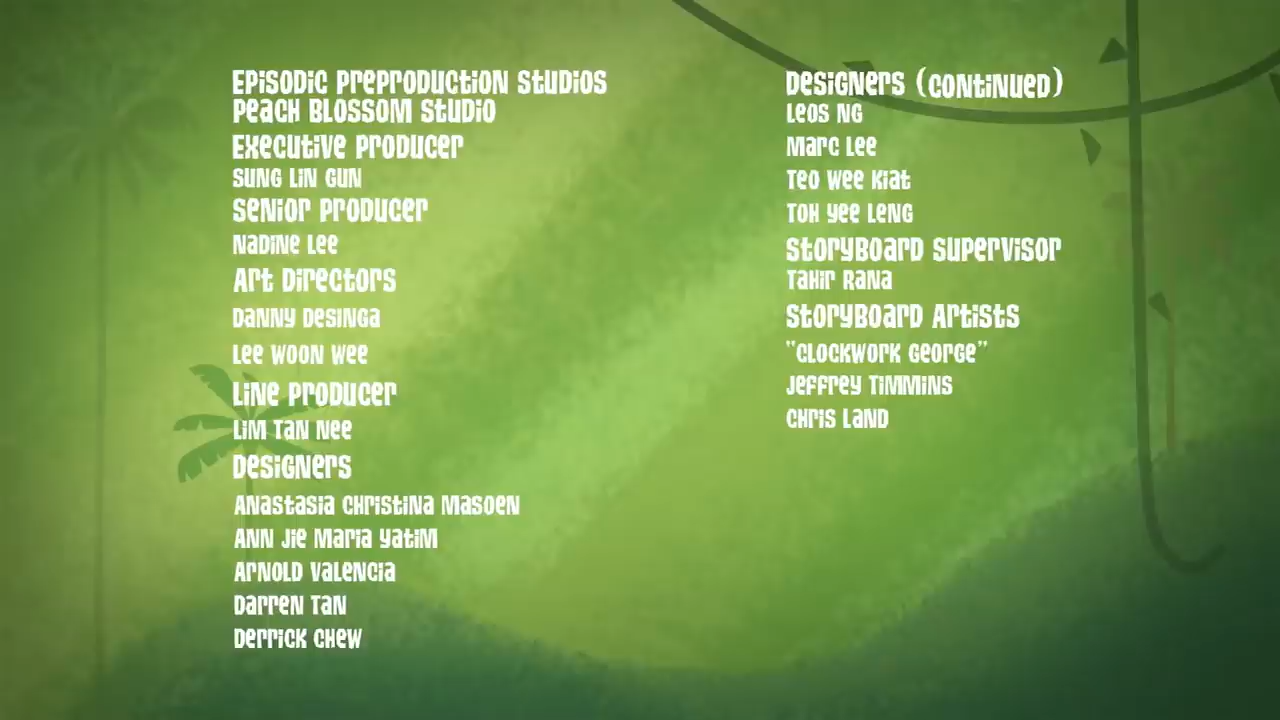 Episodic Preproduction Studios
Peach Blossom Studio
Executive Producer
Sung Lin Gun
Senior Producer
Nadine Lee
Art Directors
Danny Desinga
Lee Woon Wee
Line Producer
Lim Tan Nee
Designers
Anastasia Christina Masoen
Ann Jie Maria Yatim
Arnold Valencia
Darren Tan
Derrick Chew
Designers (continued)
Leos Ng
Marc Lee
Teo Wee Kiat
Toh Yee Leng
Storyboard Supervisor
Tahir Rana
Storyboard Artists
"Clockwork George"
Jeffrey Timmins
Chris Land